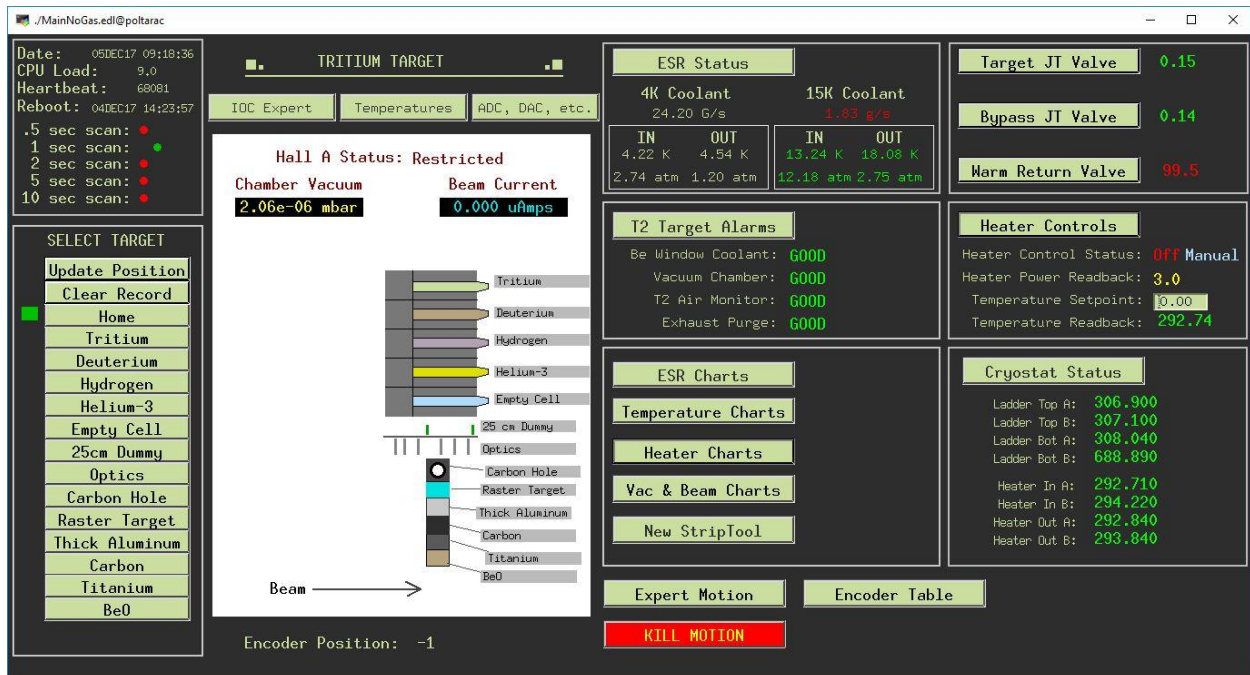 ./MainNoGas.edl@poltarac
Date: 05DEC17 09:18:36
CPU Load: 9.0
Heartbeat: 68081
Reboot: 04DEC17 14:23:57
.5 sec scan:
1 sec scan:
2 sec scan:
5 sec scan:
10 sec scan:
SELECT TARGET
Update Position
Clear Record
Home
Tritium
Deuterium
Hydrogen
Helium-3
Empty Cell
25cm Dummy
Optics
Carbon Hole
Raster Target
Thick Aluminum
Carbon
Titanium
BeO
TRITIUM TARGET
IOC Expert Temperatures ADC, DAC, etc.
Hall A Status: Restricted
Chamber Vacuum Beam Current
2.06e-06 mbar 0.000 uAmps
Tritium
Deuterium
Hydrogen
Helium-3
Empty Cell
25 cm Dummy
Optics
Carbon Hole
Raster Target
Thick Aluminum
Carbon
Titanium
BeO
Beam
Encoder Position: -1
ESR Status
4K Coolant 15K Coolant
24.20 G/s 1.83 g/s
IN OUT IN OUT
4.22 K 4.54 K 13.24 K 18.08 K
2.74 atm 1.20 atm 12.18 atm 2.75 atm
T2 Target Alarms
Be Window Coolant: GOOD
Vacuum Chamber: GOOD
T2 Air Monitor: GOOD
Exhaust Purge: GOOD
ESR Charts
Temperature Charts
Heater Charts
Vac & Beam Charts
New StripTool
Expert Motion Encoder Table
KILL MOTION
Target JT Valve 0.15
Bypass JT Valve 0.14
Warm Return Valve 99.5
Heater Controls
Heater Control Status: Off Manual
Heater Power Readback: 3.0
Temperature Setpoint: 0.00
Temperature Readback: 292.74
Cryostat Status
Ladder Top A: 306.900
Ladder Top B: 307.100
Ladder Bot A: 308.040
Ladder Bot B: 688.890
Heater In A: 292.710
Heater In B: 294.220
Heater Out A: 292.840
Heater Out B: 293.840